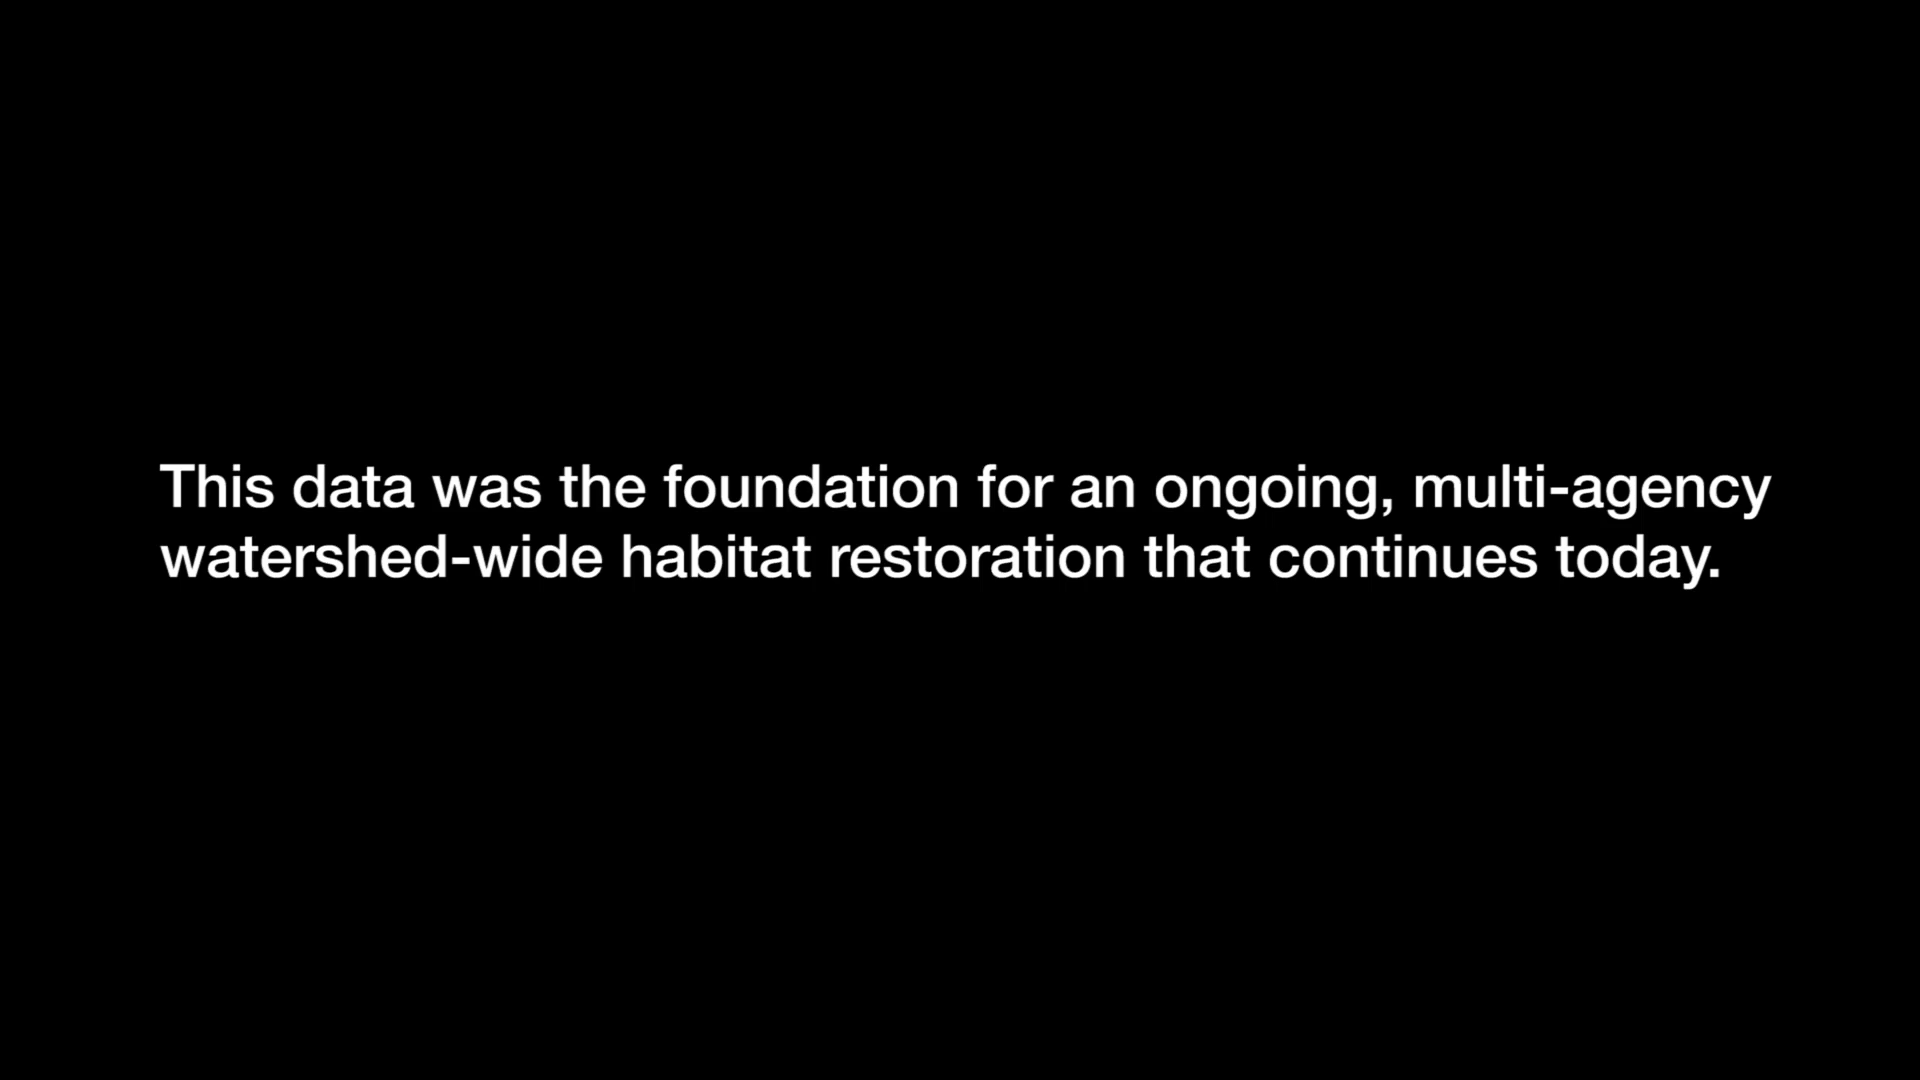 This data was the foundation for an ongoing, multi-agency
watershed-wide habitat restoration that continues today.